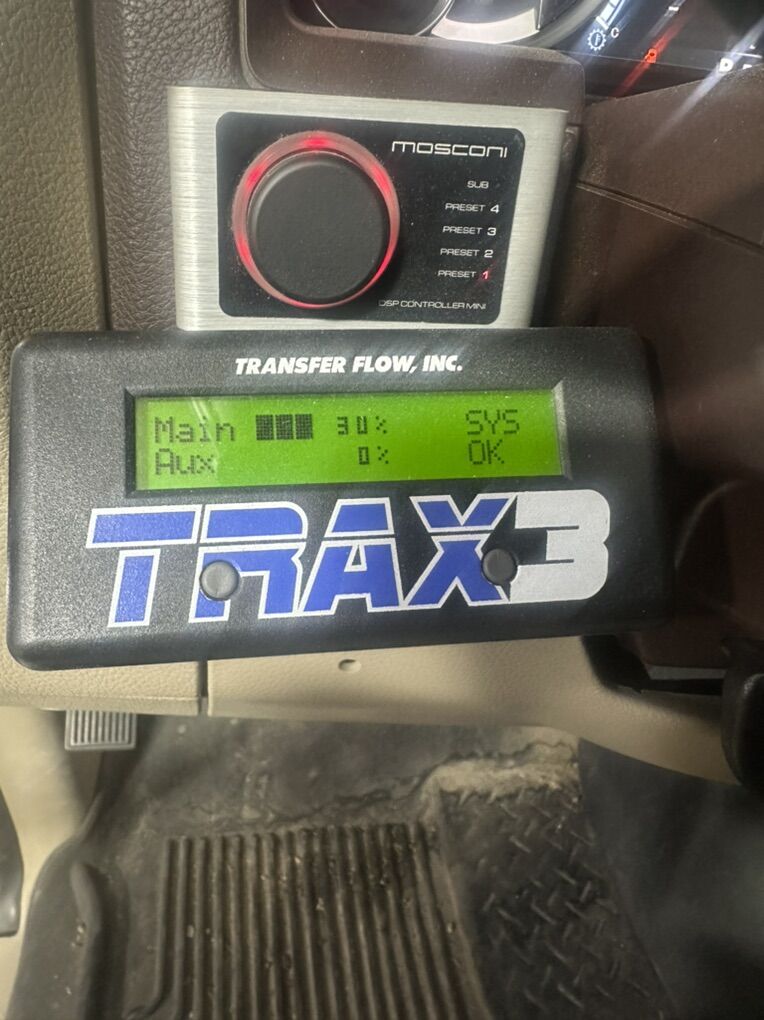 C
D
MOSCONI
SUB
PRESET 4
PRESET 3
PRESET 2
PRESET 1
DSP CONTROLLER MINI
TRANSFER FLOW, INC.
Main 30% SYS
Aux 0% OK
TRAX3